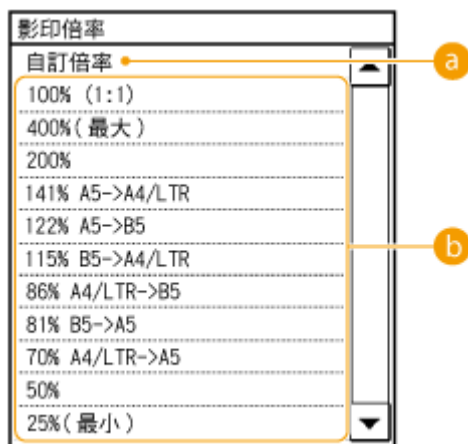 影印倍率
自訂倍率
a
100% (1:1)
400%(最大)
200%
141% A5->A4/LTR
122% A5->B5
b
115% B5->A4/LTR
86% A4/LTR->B5
81% B5->A5
70% A4/LTR->A5
50%
25%(最小)